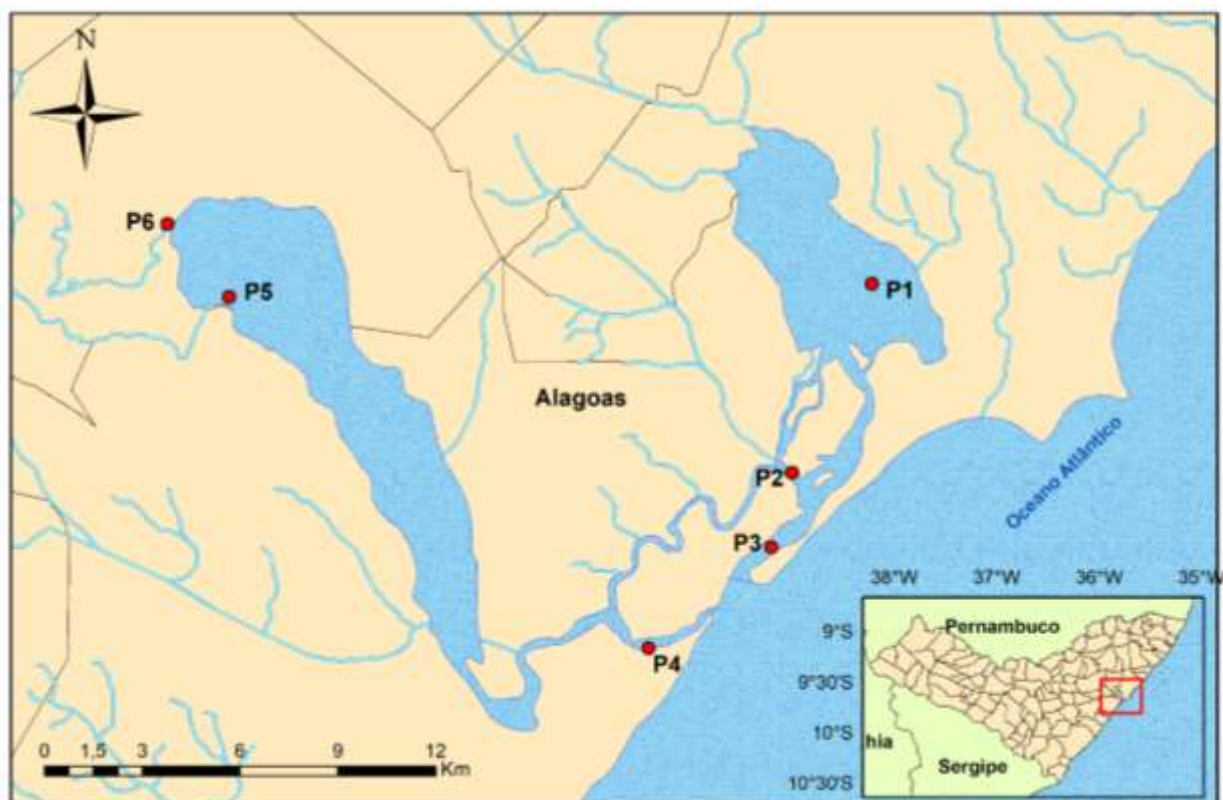 N
P6
P5
P1
Alagoas
P2
Oceano Atlântico
P3
P4
38°W 37°W 36°W 35°W
9°S
Pernambuco
9°30'S
10°S
hia
Sergipe
10°30'S
0 1,5 3 6 9 12
Km